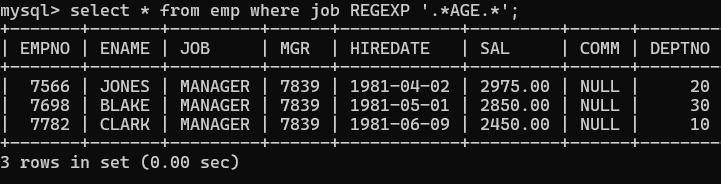 mysql> select * from emp where job REGEXP '.*AGE.*';
+-------+-------+---------+------+------------+---------+------+--------
| EMPNO | ENAME | JOB     | MGR  | HIREDATE   | SAL     | COMM | DEPTNO
+-------+-------+---------+------+------------+---------+------+--------
|  7566 | JONES | MANAGER | 7839 | 1981-04-02 | 2975.00 | NULL |     20
|  7698 | BLAKE | MANAGER | 7839 | 1981-05-01 | 2850.00 | NULL |     30
|  7782 | CLARK | MANAGER | 7839 | 1981-06-09 | 2450.00 | NULL |     10
+-------+-------+---------+------+------------+---------+------+--------
3 rows in set (0.00 sec)